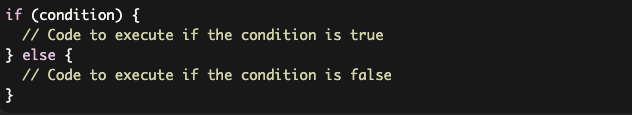 if (condition) {
  // Code to execute if the condition is true
} else {
  // Code to execute if the condition is false
}